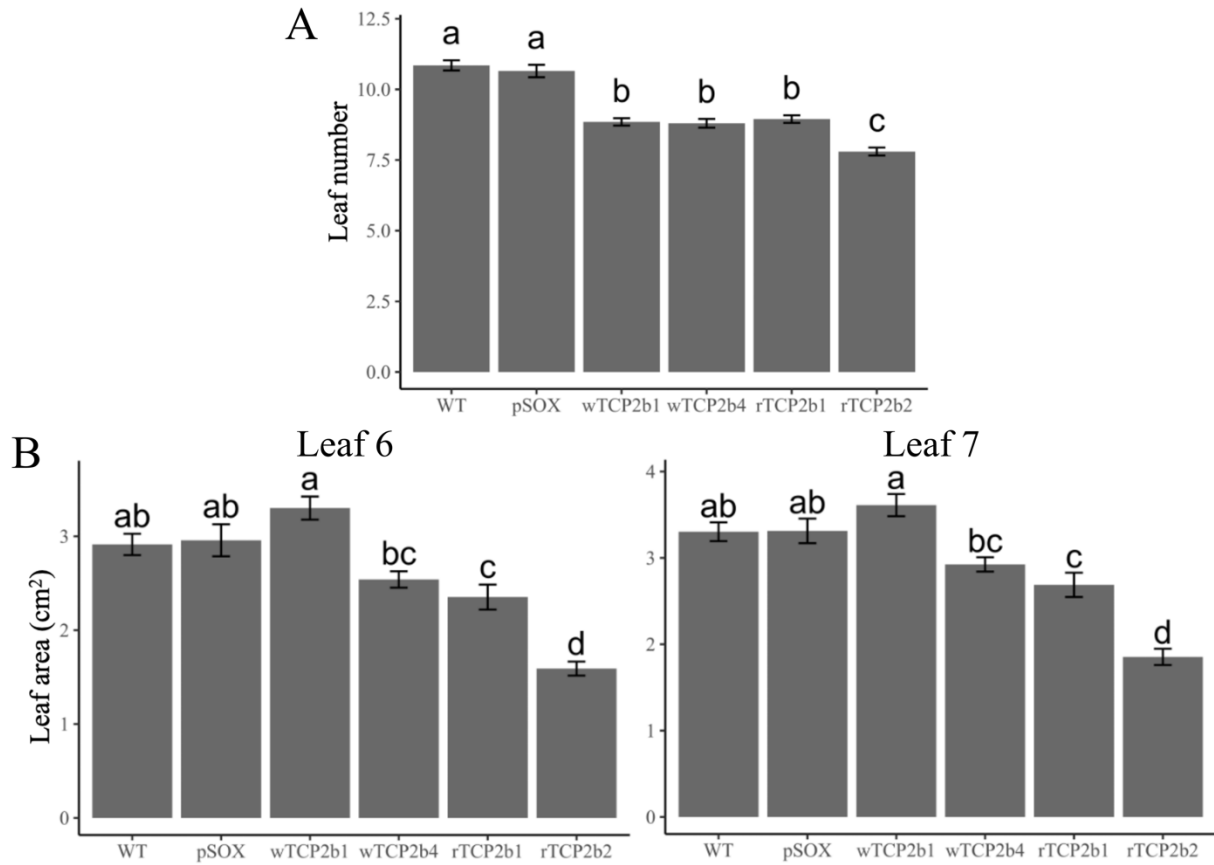 A
12.5
10.0
7.5
5.0
2.5
0.0
Leaf number
a a b b b c
WT pSOX wTCP2b1 wTCP2b4 rTCP2b1 rTCP2b2
B
Leaf 6
3
2
1
0
Leaf area (cm²)
ab ab a bc c d
WT pSOX wTCP2b1 wTCP2b4 rTCP2b1 rTCP2b2
Leaf 7
4
3
2
1
0
ab ab a bc c d
WT pSOX wTCP2b1 wTCP2b4 rTCP2b1 rTCP2b2